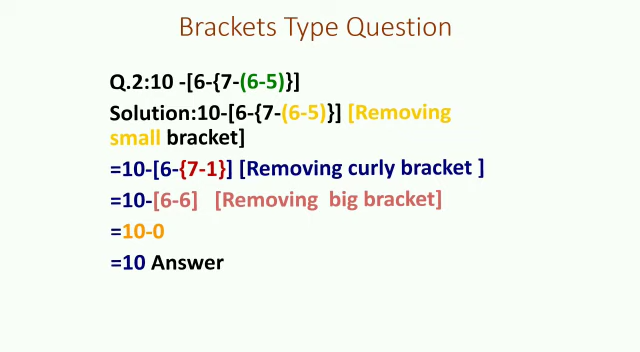 Brackets Type Question
Q.2:10 -[6-{7-(6-5)}]
Solution:10-[6-{7-(6-5)}] [Removing
small bracket]
=10-[6-{7-1}] [Removing curly bracket ]
=10-[6-6] [Removing big bracket]
=10-0
=10 Answer